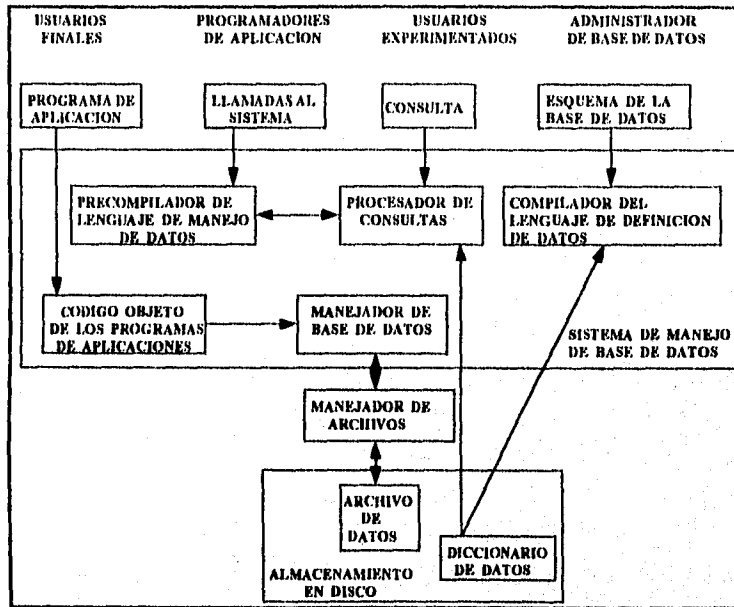 USUARIOS
FINALES
PROGRAMADORES
DE APLICACION
USUARIOS
EXPERIMENTADOS
ADMINISTRADOR
DE BASE DE DATOS
PROGRAMA DE
APLICACION
LLAMADAS AL
SISTEMA
CONSULTA
ESQUEMA DE LA
BASE DE DATOS
PRECOMPILADOR DE
LENGUAJE DE MANEJO
DE DATOS
PROCESADOR DE
CONSULTAS
COMPILADOR DEL
LENGUAJE DE DEFINICION
DE DATOS
CODIGO OBJETO
DE LOS PROGRAMAS
DE APLICACIONES
MANEJADOR DE
BASE DE DATOS
SISTEMA DE MANEJO
DE BASE DE DATOS
MANEJADOR DE
ARCHIVOS
ARCHIVO
DE
DATOS
DICCIONARIO
DE DATOS
ALMACENAMIENTO
EN DISCO